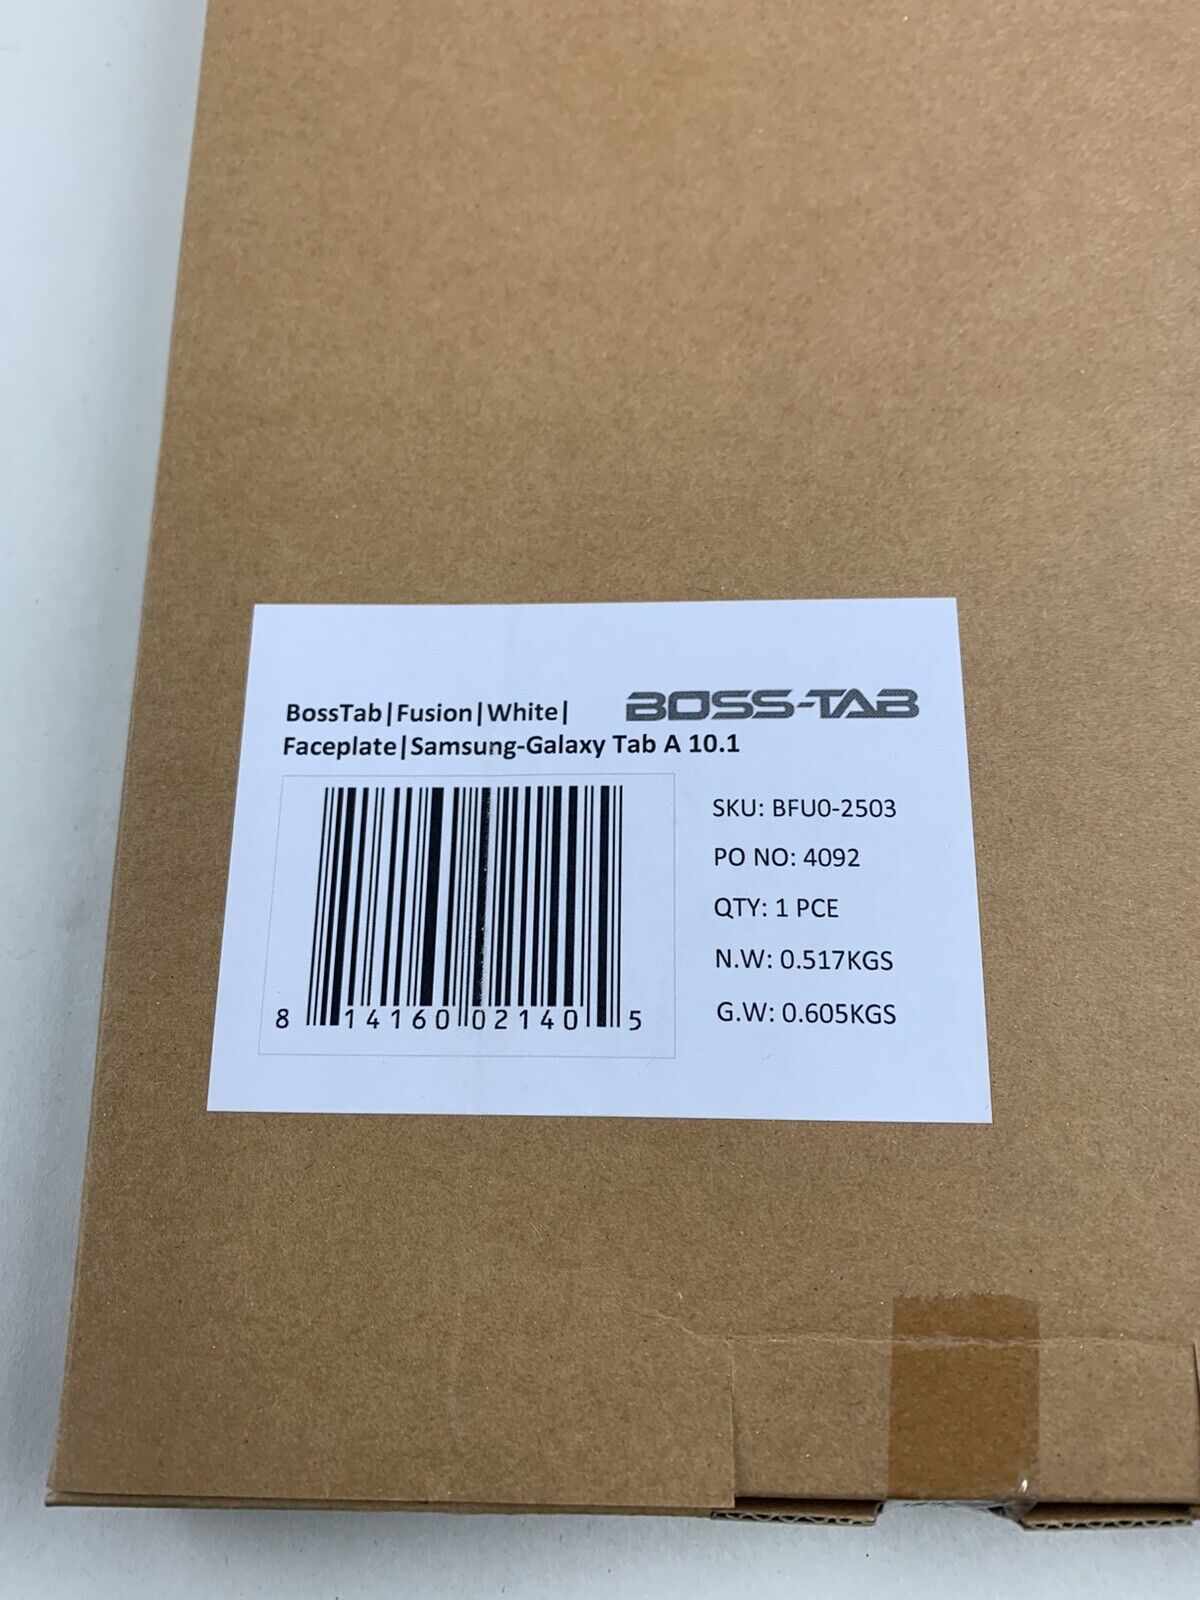 BossTab|Fusion|White|
BOSS-TAB
Faceplate|Samsung-Galaxy Tab A 10.1
8 14160 02140 5
SKU: BFU0-2503
PO NO: 4092
QTY: 1 PCE
N.W: 0.517KGS
G.W: 0.605KGS